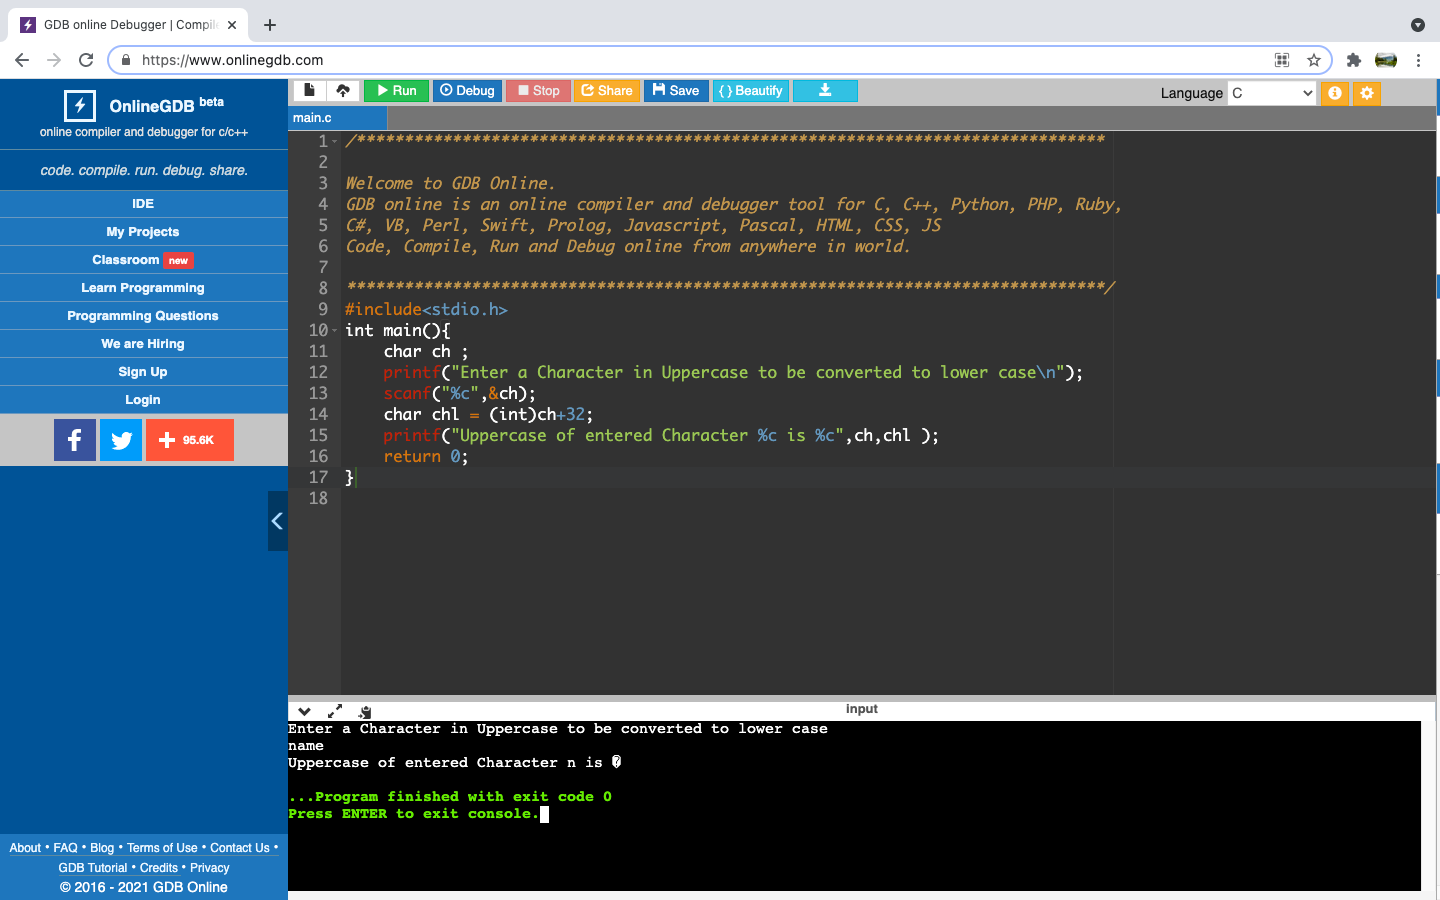 GDB online Debugger | Compil
https://www.onlinegdb.com
OnlineGDB beta
online compiler and debugger for c/c++
code. compile. run. debug. share.
IDE
My Projects
Classroom new
Learn Programming
Programming Questions
We are Hiring
Sign Up
Login
f
95.6K
About • FAQ • Blog • Terms of Use • Contact Us •
GDB Tutorial • Credits • Privacy
© 2016 - 2021 GDB Online
Run Debug Stop Share Save { } Beautify
Language C
main.c
1 /******************************************************************************
2
3 Welcome to GDB Online.
4 GDB online is an online compiler and debugger tool for C, C++, Python, PHP, Ruby,
5 C#, VB, Perl, Swift, Prolog, Javascript, Pascal, HTML, CSS, JS
6 Code, Compile, Run and Debug online from anywhere in world.
7
8 *******************************************************************************/
9 #include<stdio.h>
10 int main(){
11 char ch ;
12 printf("Enter a Character in Uppercase to be converted to lower case\n");
13 scanf("%c",&ch);
14 char chl = (int)ch+32;
15 printf("Uppercase of entered Character %c is %c",ch,chl );
16 return 0;
17 }
18
input
Enter a Character in Uppercase to be converted to lower case
name
Uppercase of entered Character n is �
...Program finished with exit code 0
Press ENTER to exit console.